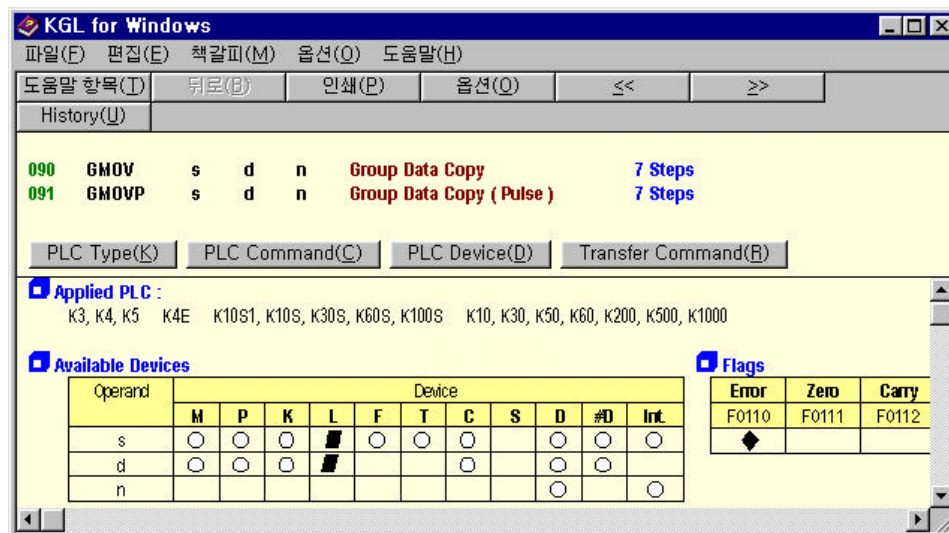 KGL for Windows
파일(F) 편집(E) 책갈피(M) 옵션(O) 도움말(H)
도움말 항목(T) 뒤로(B) 인쇄(P) 옵션(O) << >>
History(U)
090 GMOV s d n Group Data Copy 7 Steps
091 GMOVP s d n Group Data Copy ( Pulse ) 7 Steps
PLC Type(K) PLC Command(C) PLC Device(D) Transfer Command(R)
Applied PLC :
K3, K4, K5 K4E K10S1, K10S, K30S, K60S, K100S K10, K30, K50, K60, K200, K500, K1000
Available Devices Flags
Operand Device Error Zero Carry
M P K L F T C S D #D Int. F0110 F0111 F0112
s
d
n